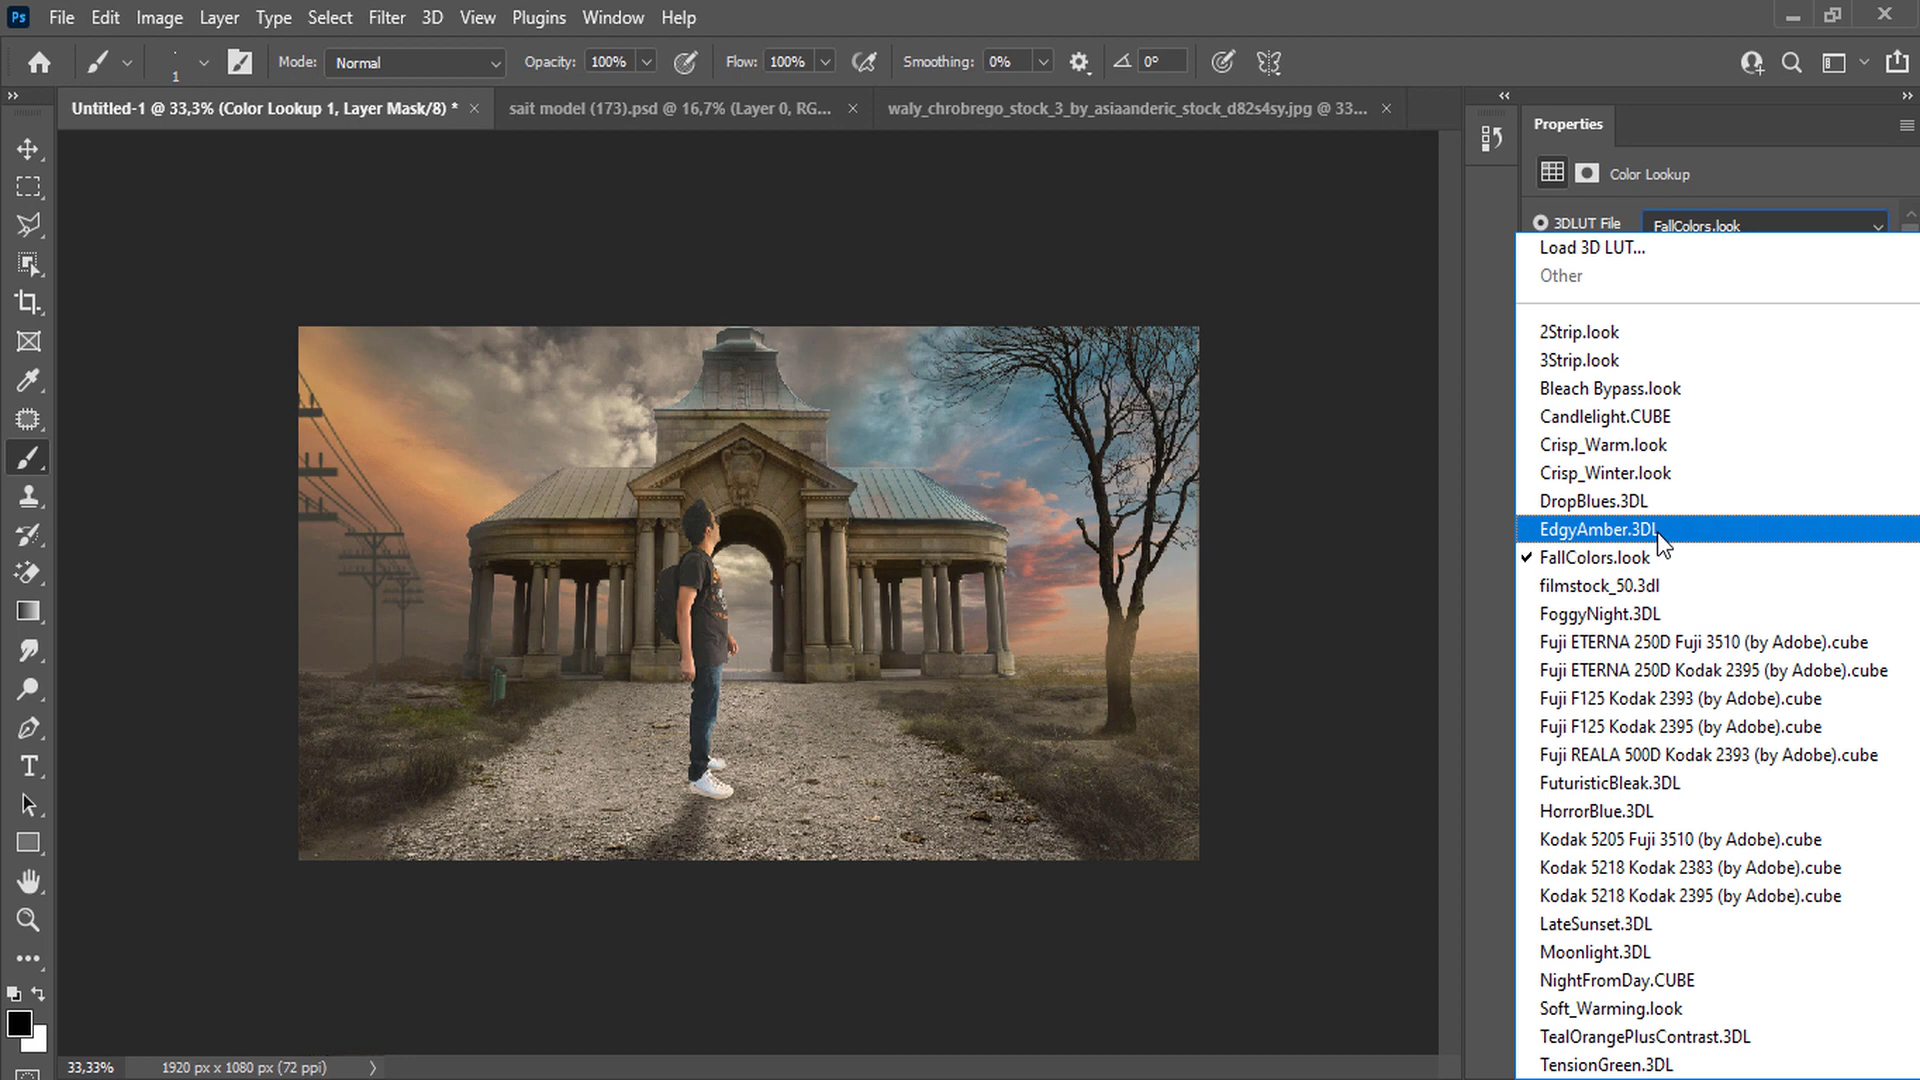 Ps File Edit Image Layer Type Select Filter 3D View Plugins Window Help
1 Mode: Normal Opacity: 100% Flow: 100% Smoothing: 0% 0°
Untitled-1 @ 33,3% (Color Lookup 1, Layer Mask/8) * sait model (173).psd @ 16,7% (Layer 0, RG... waly_chrobrego_stock_3_by_asiaanderic_stock_d82s4sy.jpg @ 33...
Properties
Color Lookup
3DLUT File FallColors.look
Load 3D LUT...
Other
2Strip.look
3Strip.look
Bleach Bypass.look
Candlelight.CUBE
Crisp_Warm.look
Crisp_Winter.look
DropBlues.3DL
EdgyAmber.3DL
FallColors.look
filmstock_50.3dl
FoggyNight.3DL
Fuji ETERNA 250D Fuji 3510 (by Adobe).cube
Fuji ETERNA 250D Kodak 2395 (by Adobe).cube
Fuji F125 Kodak 2393 (by Adobe).cube
Fuji F125 Kodak 2395 (by Adobe).cube
Fuji REALA 500D Kodak 2393 (by Adobe).cube
FuturisticBleak.3DL
HorrorBlue.3DL
Kodak 5205 Fuji 3510 (by Adobe).cube
Kodak 5218 Kodak 2383 (by Adobe).cube
Kodak 5218 Kodak 2395 (by Adobe).cube
LateSunset.3DL
Moonlight.3DL
NightFromDay.CUBE
Soft_Warming.look
TealOrangePlusContrast.3DL
TensionGreen.3DL
33,33% 1920 px x 1080 px (72 ppi)